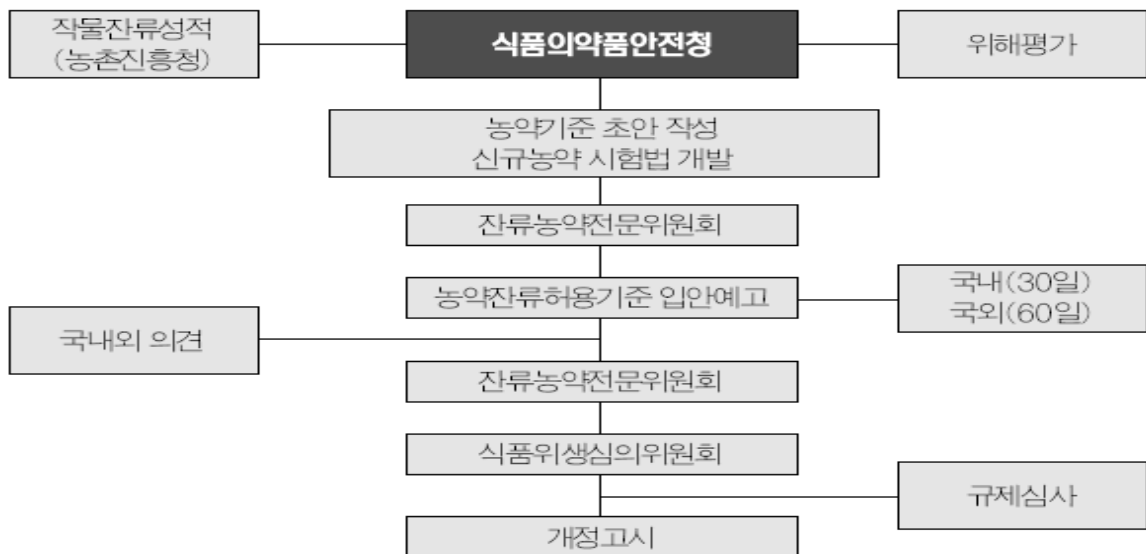 작물잔류성적
(농촌진흥청)
식품의약품안전청
위해평가
농약기준 초안 작성
신규농약 시험법 개발
잔류농약전문위원회
농약잔류허용기준 입안예고
국내(30일)
국외(60일)
국내외 의견
잔류농약전문위원회
식품위생심의위원회
규제심사
개정고시